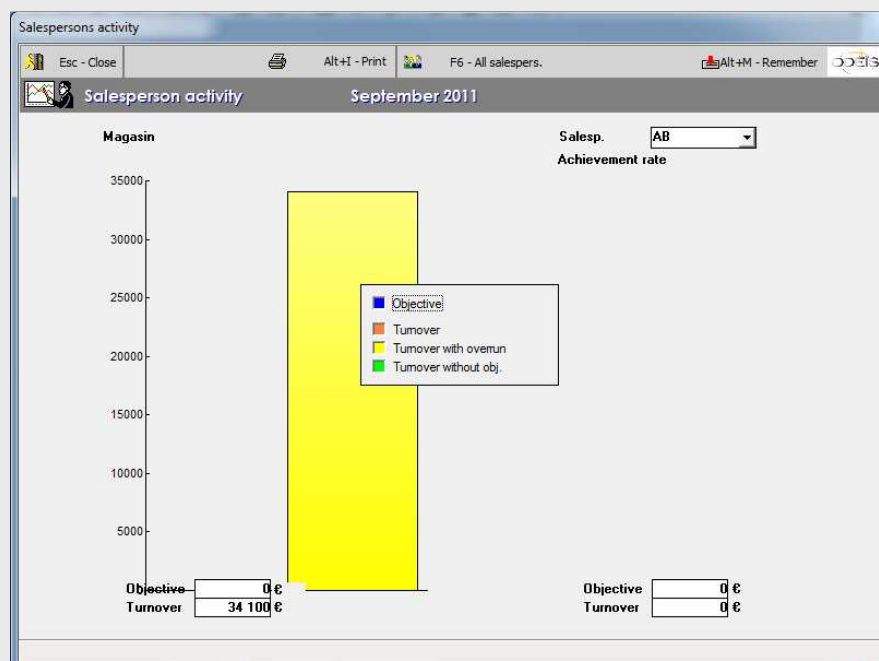 Salespersons activity
Esc - Close Alt+I - Print F6 - All salespers. Alt+M - Remember
Salesperson activity September 2011
Magasin Salesp. AB
Achievement rate
35000
30000
25000
Objective
Turnover
20000 Turnover with overrun
Turnover without obj.
15000
10000
5000
Objective 0 € Objective 0 €
Turnover 34 100 € Turnover 0 €